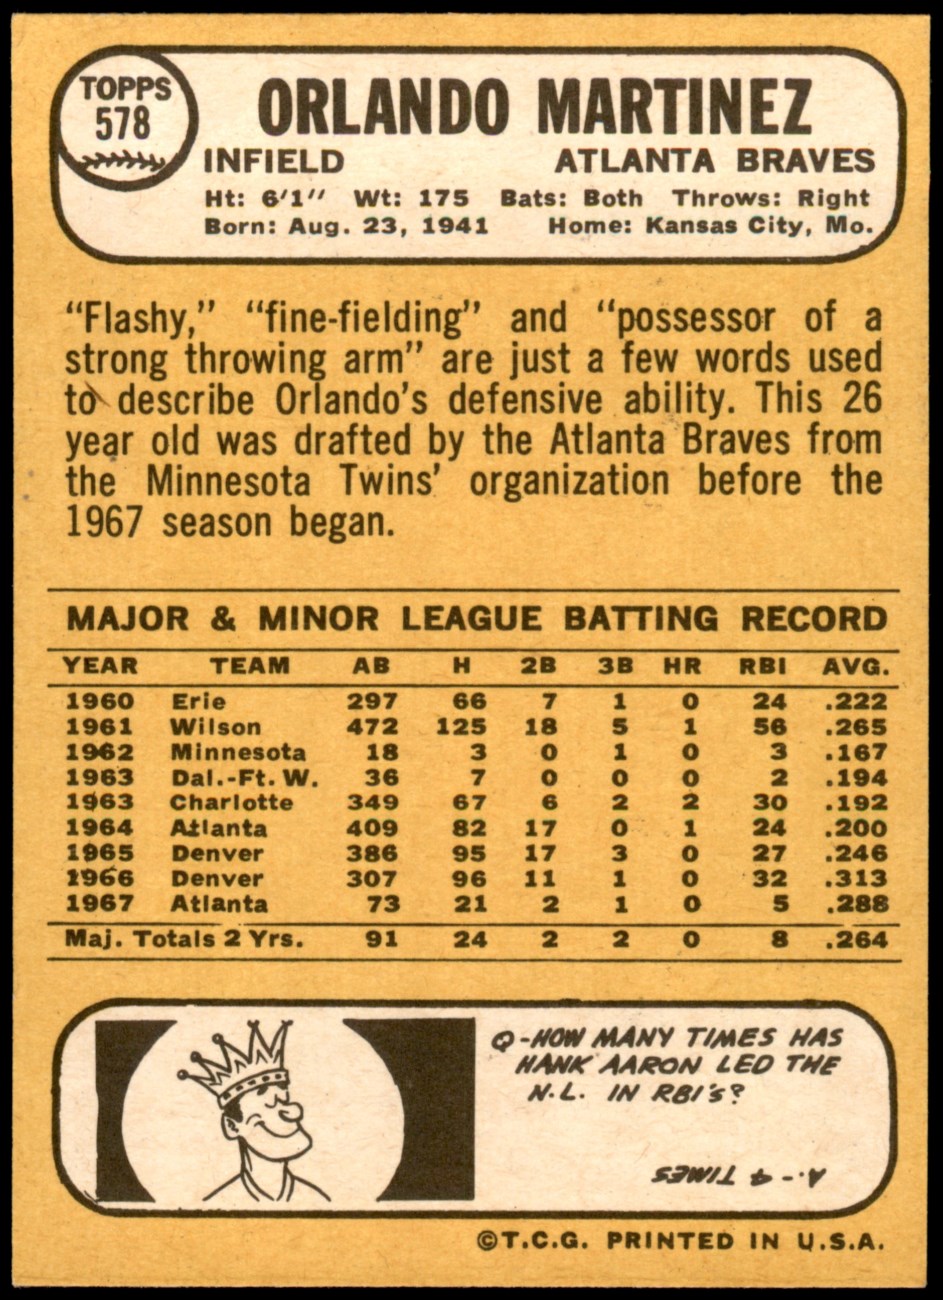 TOPPS
578
ORLANDO MARTINEZ
INFIELD ATLANTA BRAVES
Ht: 6'1" Wt: 175 Bats: Both Throws: Right
Born: Aug. 23, 1941 Home: Kansas City, Mo.
“Flashy,” “fine-fielding” and “possessor of a
strong throwing arm” are just a few words used
to describe Orlando's defensive ability. This 26
year old was drafted by the Atlanta Braves from
the Minnesota Twins' organization before the
1967 season began.
MAJOR & MINOR LEAGUE BATTING RECORD
YEAR TEAM AB H 2B 3B HR RBI AVG.
1960 Erie 297 66 7 1 0 24 .222
1961 Wilson 472 125 18 5 1 56 .265
1962 Minnesota 18 3 0 1 0 3 .167
1963 Dal.-Ft. W. 36 7 0 0 0 2 .194
1963 Charlotte 349 67 6 2 2 30 .192
1964 Atlanta 409 82 17 0 1 24 .200
1965 Denver 386 95 17 3 0 27 .246
1966 Denver 307 96 11 1 0 32 .313
1967 Atlanta 73 21 2 1 0 5 .288
Maj. Totals 2 Yrs. 91 24 2 2 0 8 .264
Q-HOW MANY TIMES HAS
HANK AARON LED THE
N.L. IN RBI'S?
A.-4 TIMES
©T.C.G. PRINTED IN U.S.A.